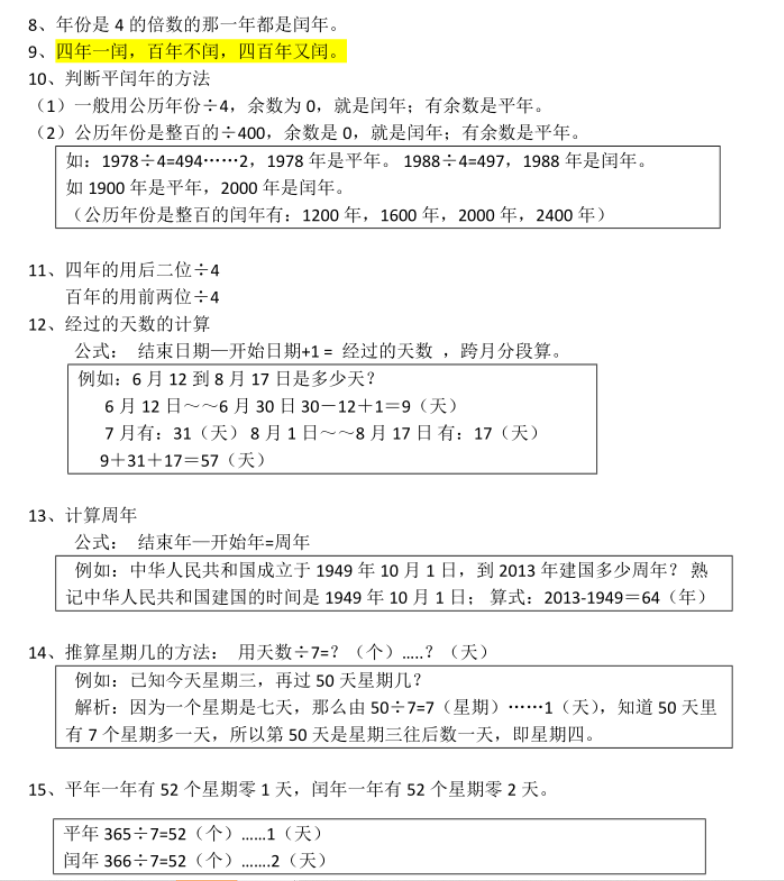 8、年份是 4 的倍数的那一年都是闰年。
9、四年一闰，百年不闰，四百年又闰。
10、判断平闰年的方法
（1）一般用公历年份÷4，余数为 0，就是闰年；有余数是平年。
（2）公历年份是整百的÷400，余数是 0，就是闰年；有余数是平年。
如：1978÷4=494……2，1978 年是平年。 1988÷4=497，1988 年是闰年。
如 1900 年是平年，2000 年是闰年。
（公历年份是整百的闰年有：1200 年，1600 年，2000 年，2400 年）
11、四年的用后二位÷4
百年的用前两位÷4
12、经过的天数的计算
公式： 结束日期—开始日期+1 = 经过的天数 ，跨月分段算。
例如：6 月 12 到 8 月 17 日是多少天？
6 月 12 日～～6 月 30 日 30－12＋1＝9（天）
7 月有：31（天） 8 月 1 日～～8 月 17 日 有：17（天）
9＋31＋17＝57（天）
13、计算周年
公式： 结束年—开始年=周年
例如：中华人民共和国成立于 1949 年 10 月 1 日，到 2013 年建国多少周年？ 熟
记中华人民共和国建国的时间是 1949 年 10 月 1 日； 算式：2013-1949＝64（年）
14、推算星期几的方法： 用天数÷7=？（个）.....？（天）
例如：已知今天星期三，再过 50 天星期几？
解析：因为一个星期是七天，那么由 50÷7=7（星期）……1（天），知道 50 天里
有 7 个星期多一天，所以第 50 天是星期三往后数一天，即星期四。
15、平年一年有 52 个星期零 1 天，闰年一年有 52 个星期零 2 天。
平年 365÷7=52（个）......1（天）
闰年 366÷7=52（个）.......2（天）